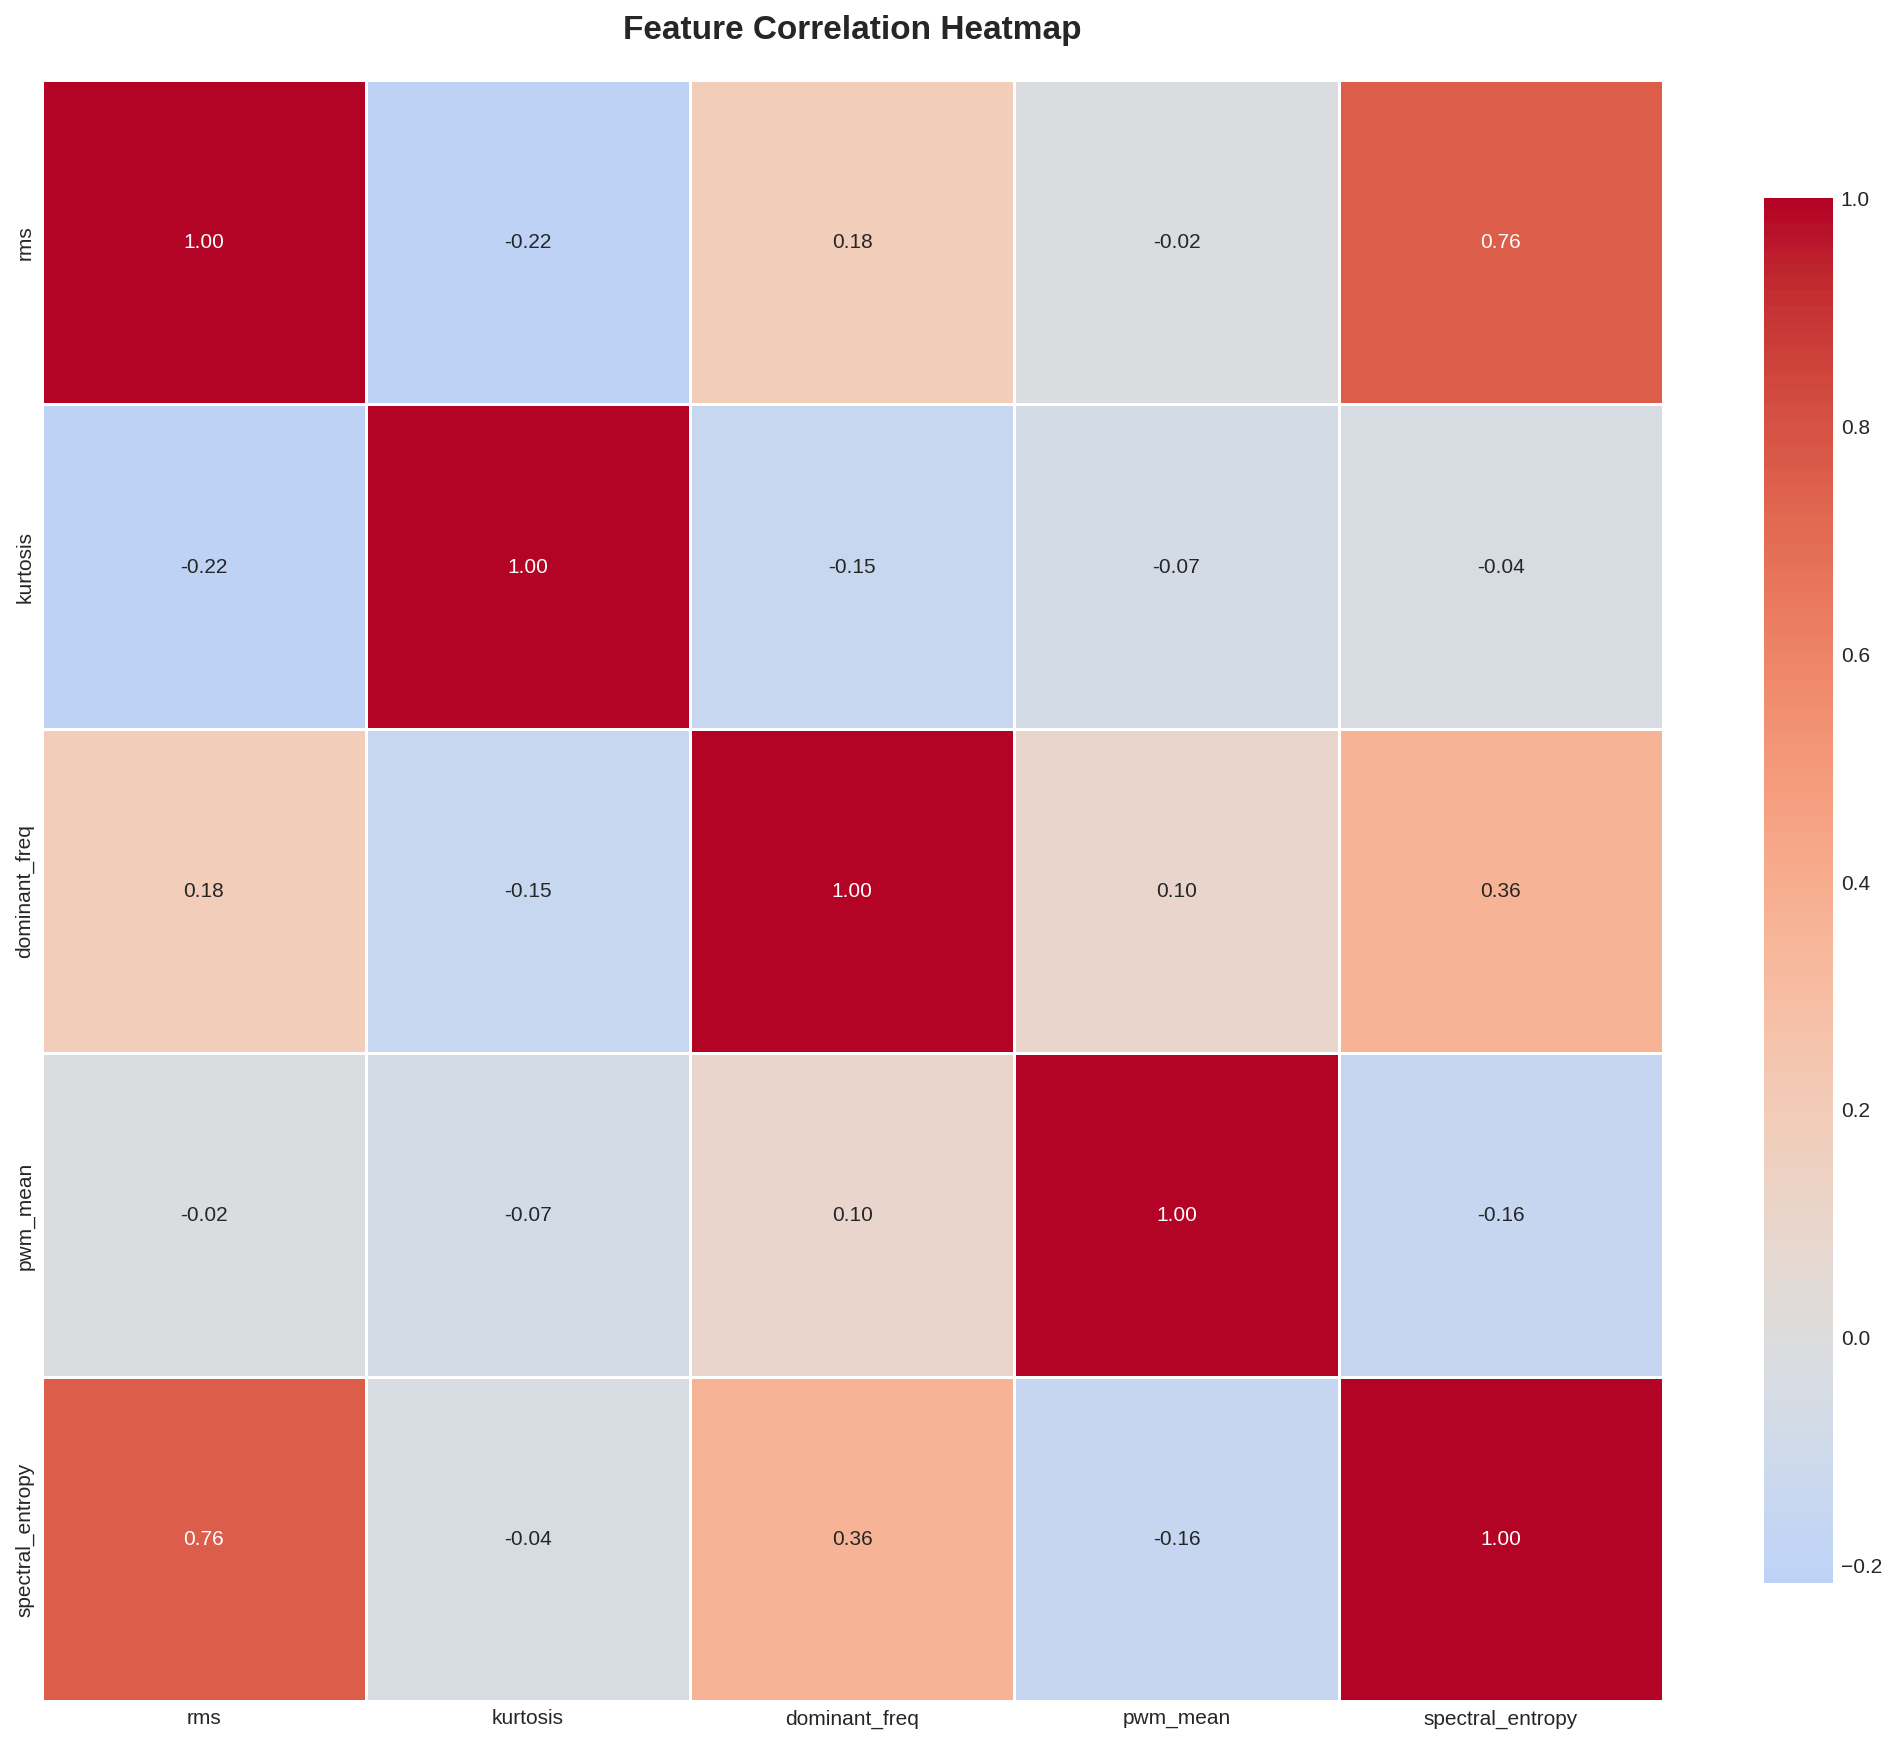 Feature Correlation Heatmap
rms
1.00
-0.22
0.18
-0.02
0.76
kurtosis
-0.22
1.00
-0.15
-0.07
-0.04
dominant_freq
0.18
-0.15
1.00
0.10
0.36
pwm_mean
-0.02
-0.07
0.10
1.00
-0.16
spectral_entropy
0.76
-0.04
0.36
-0.16
1.00
rms
kurtosis
dominant_freq
pwm_mean
spectral_entropy
1.0
0.8
0.6
0.4
0.2
0.0
−0.2